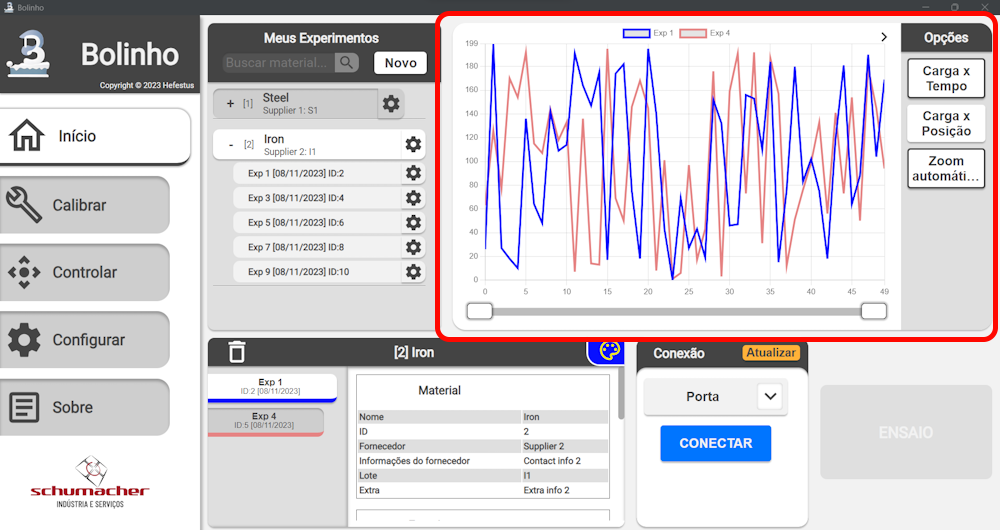 Bolinho
Bolinho
Copyright © 2023 Hefestus
Início
Calibrar
Controlar
Configurar
Sobre
schumacher
INDÚSTRIA E SERVIÇOS
Meus Experimentos
Buscar material...
Novo
+ [1] Steel
Supplier 1: S1
- [2] Iron
Supplier 2: I1
Exp 1 [08/11/2023] ID:2
Exp 3 [08/11/2023] ID:4
Exp 5 [08/11/2023] ID:6
Exp 7 [08/11/2023] ID:8
Exp 9 [08/11/2023] ID:10
Exp 1 Exp 4
199
180
160
140
120
100
80
60
40
20
0
0 5 10 15 20 25 30 35 40 45 49
Opções
Carga x
Tempo
Carga x
Posição
Zoom
automáti...
[2] Iron
Exp 1
ID:2 [08/11/2023]
Exp 4
ID:5 [08/11/2023]
Material
Nome Iron
ID 2
Fornecedor Supplier 2
Informações do fornecedor Contact info 2
Lote I1
Extra Extra info 2
Conexão
Atualizar
Porta
CONECTAR
ENSAIO